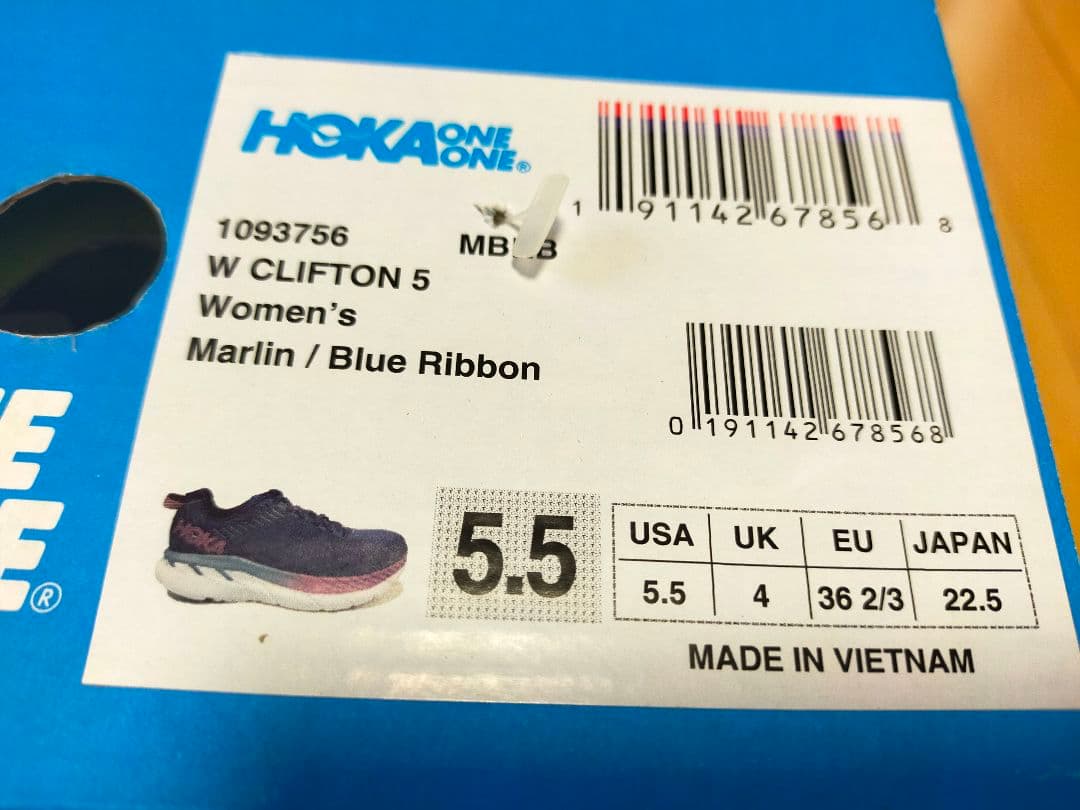 HOKA ONE ONE®
1 91142 67856 8
1093756
W CLIFTON 5
Women's
Marlin / Blue Ribbon
0 191142 678568
HOKA
5.5
USA UK EU JAPAN
5.5 4 36 2/3 22.5
MADE IN VIETNAM
E
E®